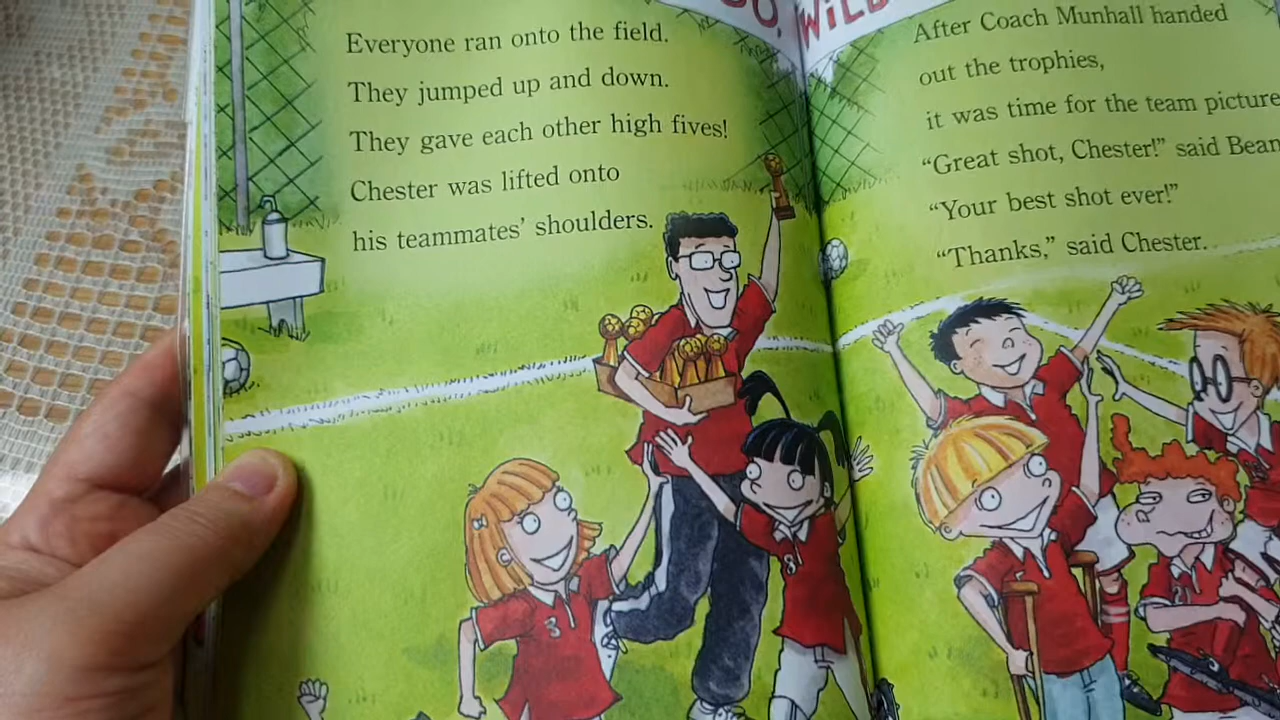 Everyone ran onto the field.
They jumped up and down.
They gave each other high fives!
Chester was lifted onto
his teammates' shoulders.
After Coach Munhall handed
out the trophies,
it was time for the team picture
“Great shot, Chester!” said Bean
“Your best shot ever!”
“Thanks,” said Chester.
3
8